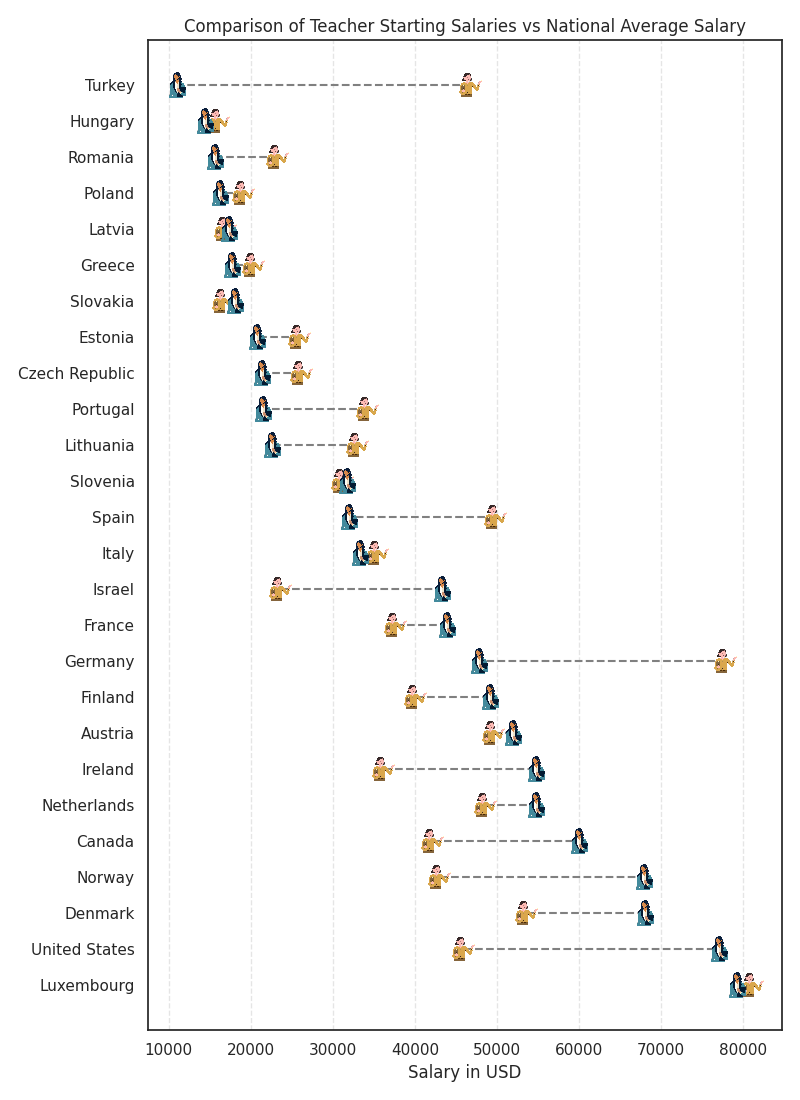 Comparison of Teacher Starting Salaries vs National Average Salary
Turkey
Hungary
Romania
Poland
Latvia
Greece
Slovakia
Estonia
Czech Republic
Portugal
Lithuania
Slovenia
Spain
Italy
Israel
France
Germany
Finland
Austria
Ireland
Netherlands
Canada
Norway
Denmark
United States
Luxembourg
10000 20000 30000 40000 50000 60000 70000 80000
Salary in USD